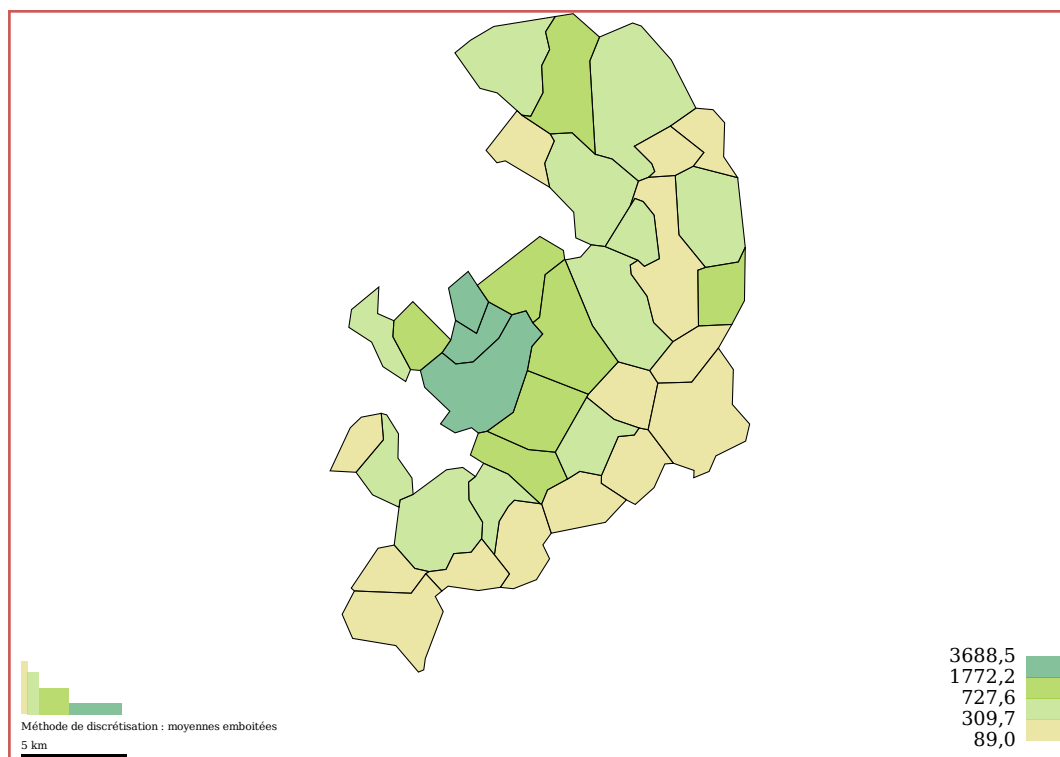 3688,5
1772,2
727,6
309,7
89,0
Méthode de discrétisation : moyennes emboitées
5 km